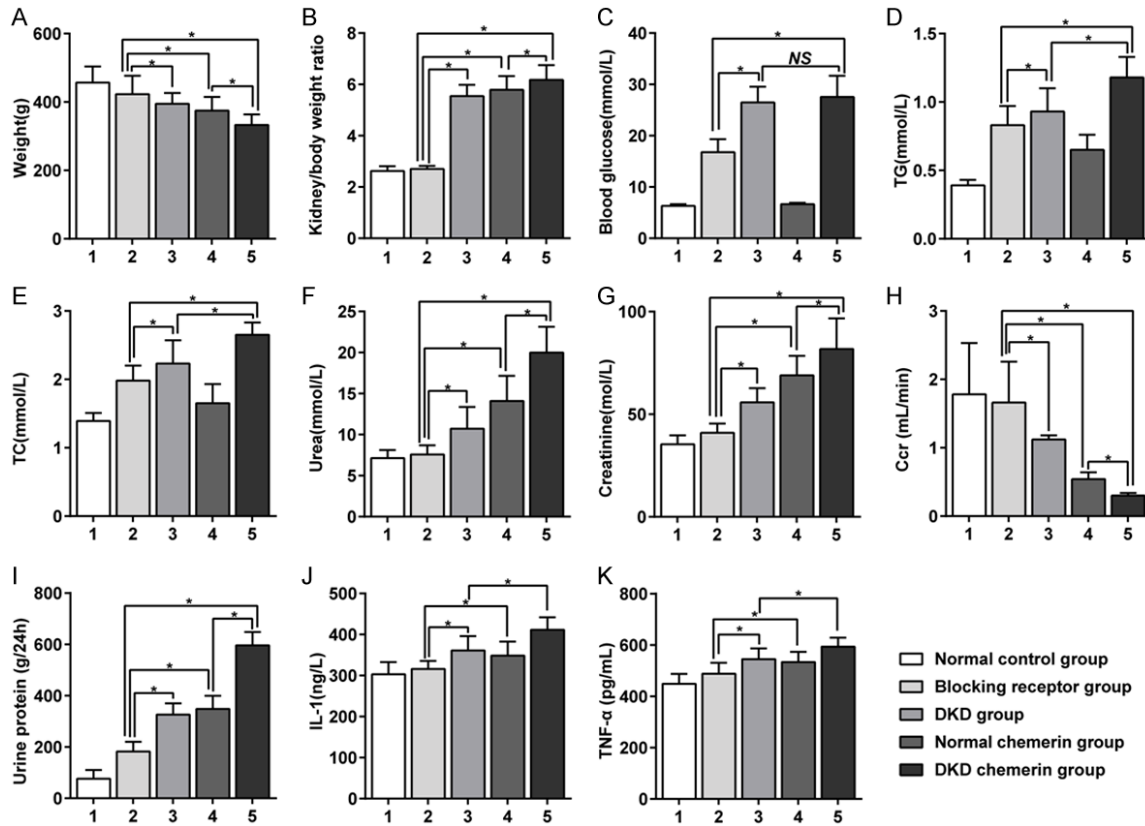 A
Weight(g)
600
400
200
0
1 2 3 4 5
* * * *
B
Kidney/body weight ratio
8
6
4
2
0
1 2 3 4 5
* * * *
C
Blood glucose(mmol/L)
40
30
20
10
0
1 2 3 4 5
* * NS
D
TG(mmol/L)
1.5
1.0
0.5
0.0
1 2 3 4 5
* * *
E
TC(mmol/L)
3
2
1
0
1 2 3 4 5
* * *
F
Urea(mmol/L)
25
20
15
10
5
0
1 2 3 4 5
* * * *
G
Creatinine(mol/L)
100
50
0
1 2 3 4 5
* * * *
H
Ccr (mL/min)
3
2
1
0
1 2 3 4 5
* * * *
I
Urine protein (g/24h)
800
600
400
200
0
1 2 3 4 5
* * * *
J
IL-1(ng/L)
500
400
300
200
100
0
1 2 3 4 5
* * *
K
TNF-α (pg/mL)
800
600
400
200
0
1 2 3 4 5
* * *
Normal control group
Blocking receptor group
DKD group
Normal chemerin group
DKD chemerin group